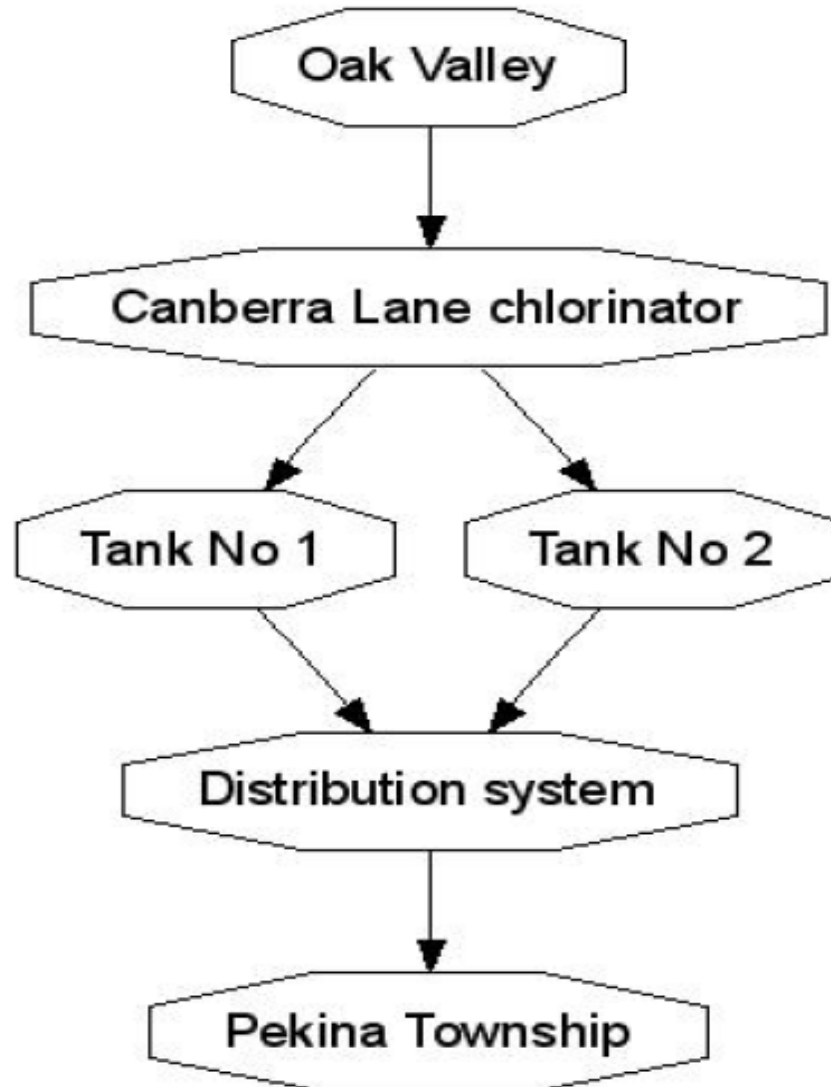 Oak Valley
Canberra Lane chlorinator
Tank No 1
Tank No 2
Distribution system
Pekina Township